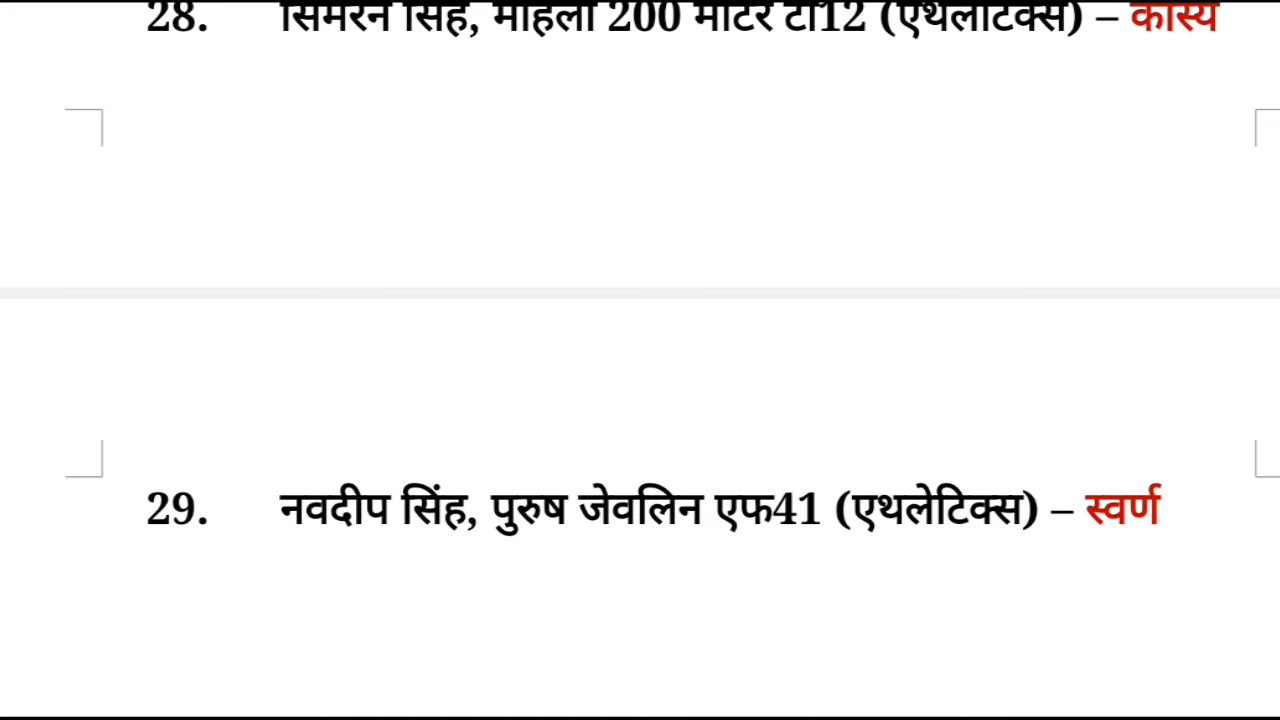 28. सिमरन सिंह, महिला 200 मीटर टी12 (एथलेटिक्स) – कांस्य
29. नवदीप सिंह, पुरुष जेवलिन एफ41 (एथलेटिक्स) – स्वर्ण